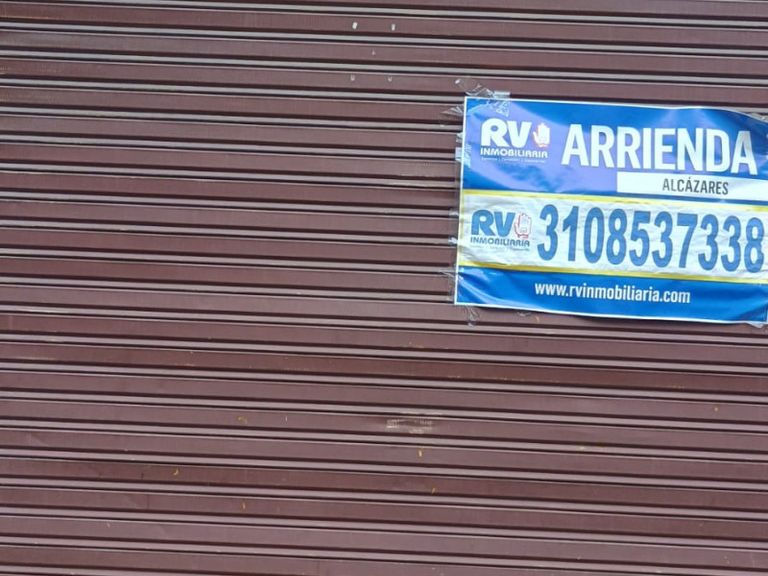 RV
INMOBILIARIA
ARRIENDA
ALCÁZARES
RV
INMOBILIARIA
3108537338
www.rvinmobiliaria.com